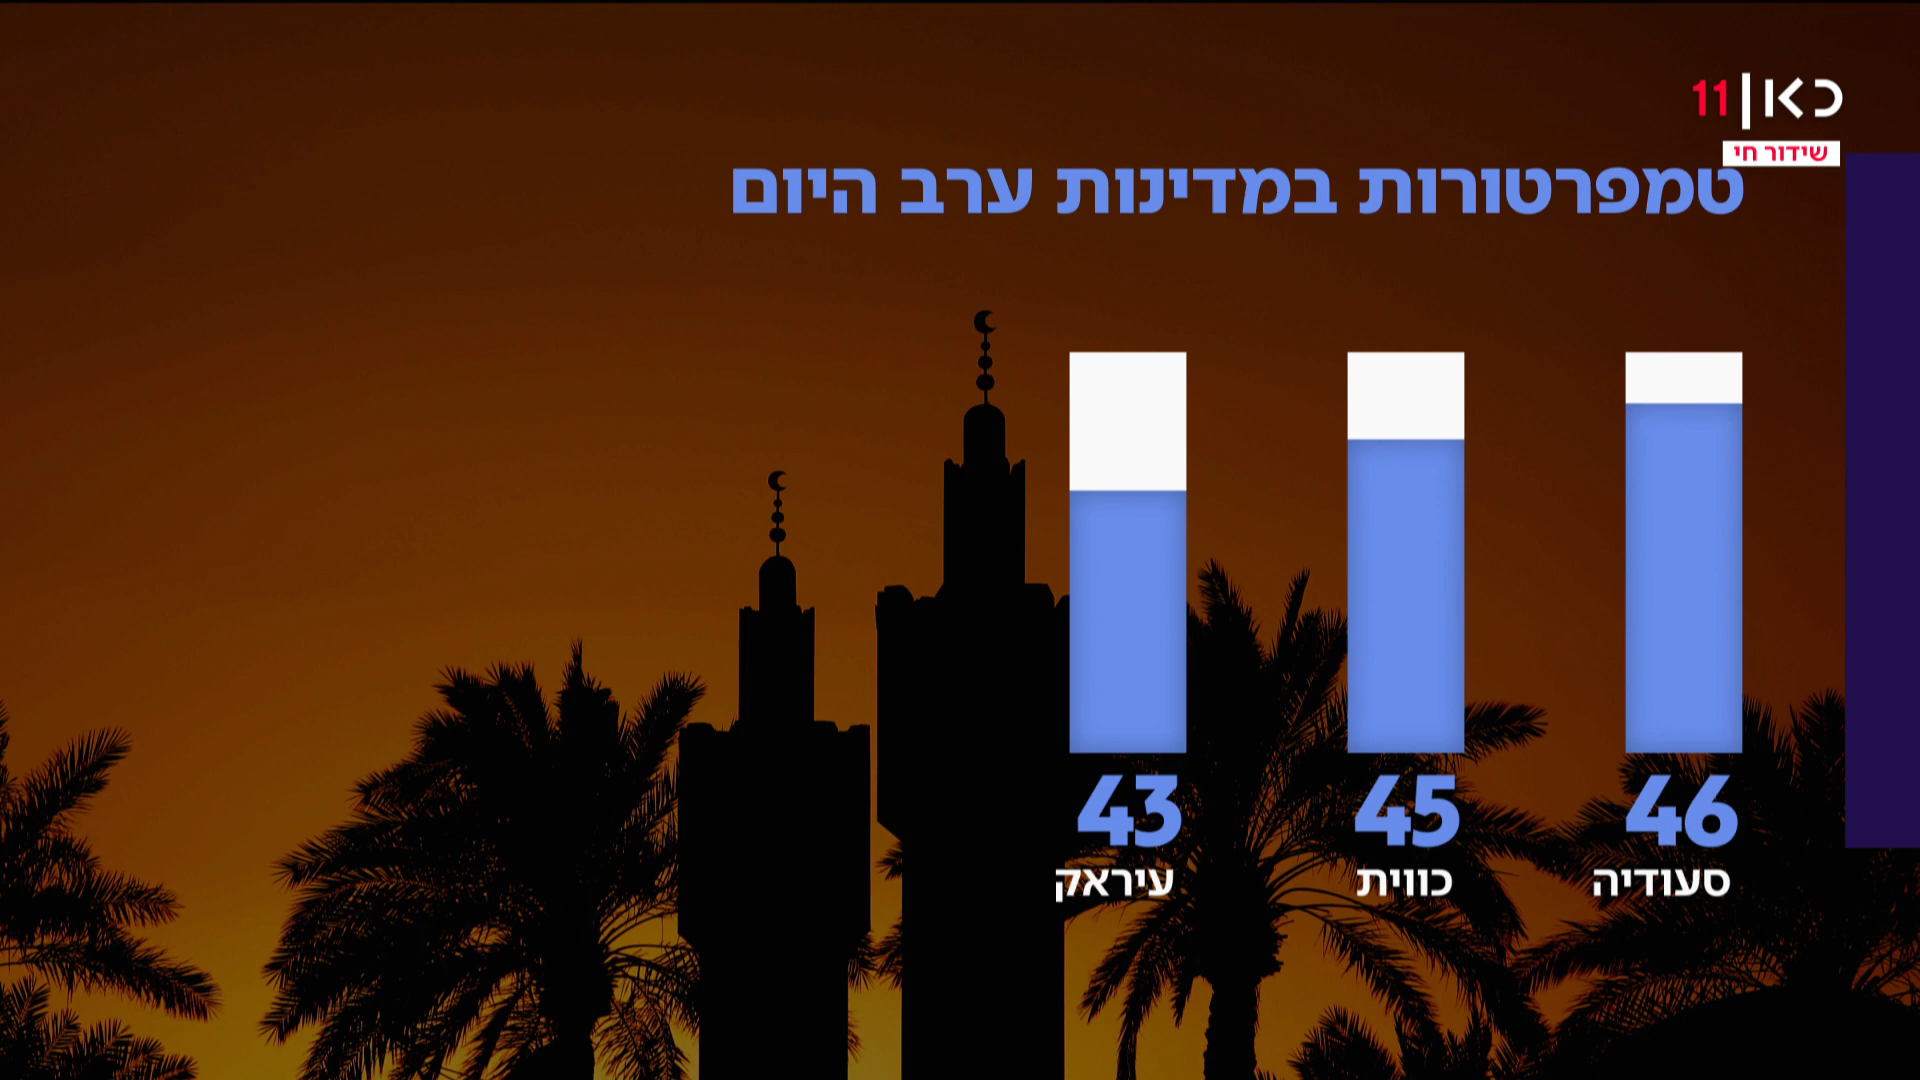 כאן 11
שידור חי
טמפרטורות במדינות ערב היום
46 45 43
סעודיה כווית עיראק